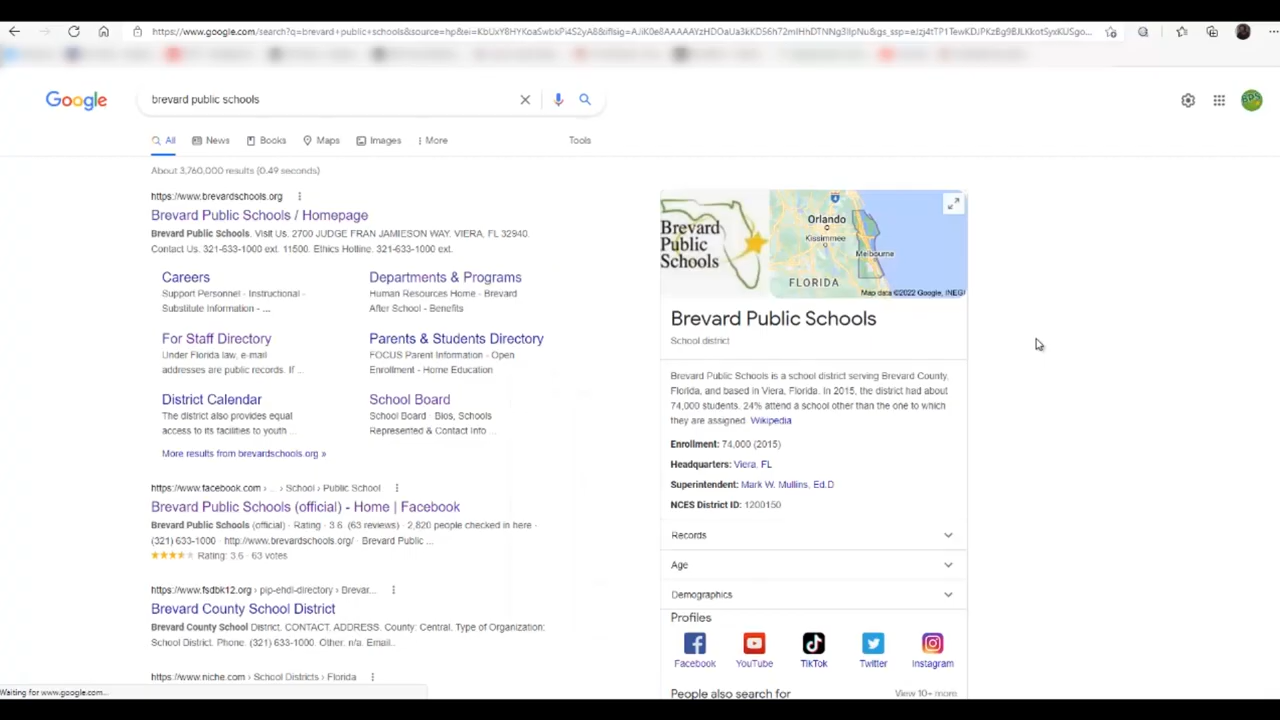 Google
brevard public schools
All
News
Books
Maps
Images
More
Tools
About 3,760,000 results (0.49 seconds)
https://www.brevardschools.org
Brevard Public Schools / Homepage
Brevard Public Schools. Visit Us. 2700 JUDGE FRAN JAMIESON WAY. VIERA, FL 32940.
Contact Us. 321-633-1000 ext. 11500. Ethics Hotline. 321-633-1000 ext.
Careers
Support Personnel - Instructional -
Substitute Information - ...
Departments & Programs
Human Resources Home - Brevard
After School - Benefits
For Staff Directory
Under Florida law, e-mail
addresses are public records. If ...
Parents & Students Directory
FOCUS Parent Information - Open
Enrollment - Home Education
District Calendar
The district also provides equal
access to its facilities to youth ...
School Board
School Board · Bios, Schools
Represented & Contact Info ...
More results from brevardschools.org »
https://www.facebook.com › ... › School › Public School
Brevard Public Schools (official) - Home | Facebook
Brevard Public Schools (official) · Rating · 3.6 (63 reviews) · 2,820 people checked in here ·
(321) 633-1000 · http://www.brevardschools.org/ · Brevard Public ...
Rating: 3.6 · 63 votes
https://www.fsdbk12.org › pip-ehdi-directory › Brevar...
Brevard County School District
Brevard County School District. CONTACT. ADDRESS. County: Central. Type of Organization:
School District. Phone. (321) 633-1000. Other. n/a. Email..
https://www.niche.com › School Districts › Florida
Waiting for www.google.com...
Brevard
Public
Schools
Orlando
Kissimmee
Melbourne
FLORIDA
Map data ©2022 Google, INEGI
Brevard Public Schools
School district
Brevard Public Schools is a school district serving Brevard County,
Florida, and based in Viera, Florida. In 2015, the district had about
74,000 students. 24% attend a school other than the one to which
they are assigned. Wikipedia
Enrollment: 74,000 (2015)
Headquarters: Viera, FL
Superintendent: Mark W. Mullins, Ed.D
NCES District ID: 1200150
Records
Age
Demographics
Profiles
Facebook
YouTube
TikTok
Twitter
Instagram
People also search for
View 10+ more